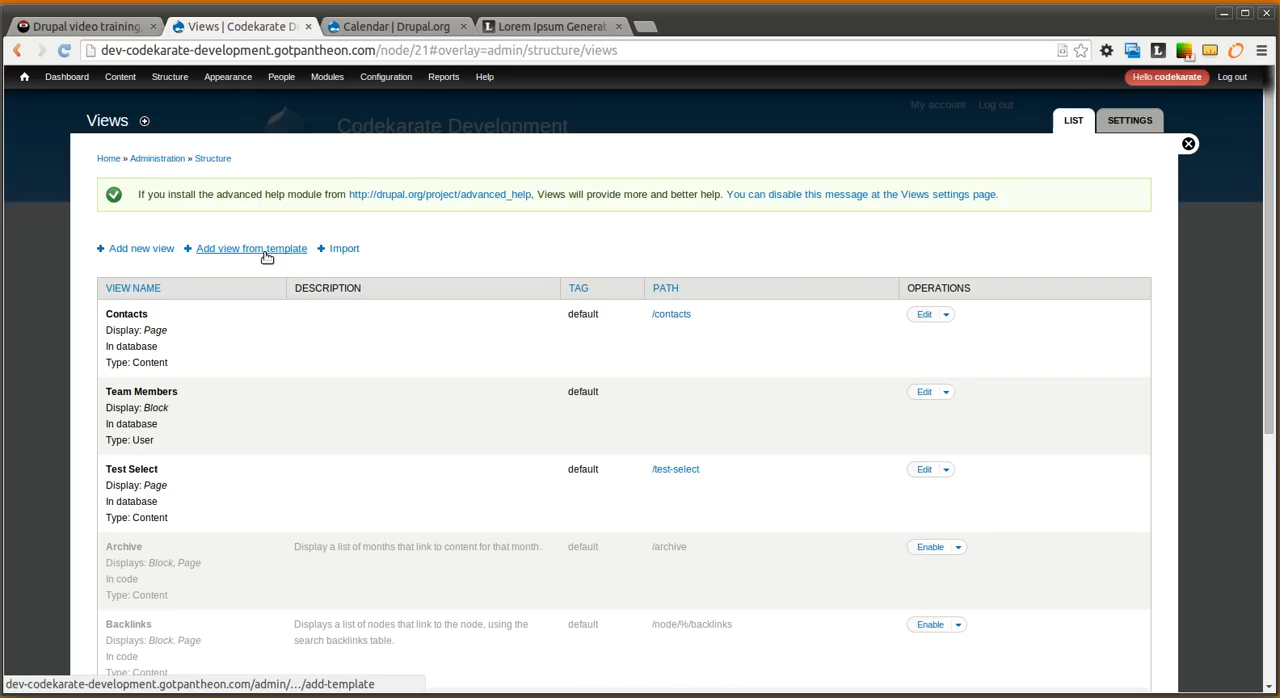 Drupal video training,
Views | Codekarate D
Calendar | Drupal.org
Lorem Ipsum Generat
dev-codekarate-development.gotpantheon.com/node/21#overlay=admin/structure/views
Dashboard Content Structure Appearance People Modules Configuration Reports Help Hello codekarate Log out
My account Log out
Views
Codekarate Development
LIST SETTINGS
Home » Administration » Structure
If you install the advanced help module from http://drupal.org/project/advanced_help, Views will provide more and better help. You can disable this message at the Views settings page.
Add new view Add view from template Import
VIEW NAME DESCRIPTION TAG PATH OPERATIONS
Contacts default /contacts Edit
Display: Page
In database
Type: Content
Team Members default Edit
Display: Block
In database
Type: User
Test Select default /test-select Edit
Display: Page
In database
Type: Content
Archive Display a list of months that link to content for that month. default /archive Enable
Displays: Block, Page
In code
Type: Content
Backlinks Displays a list of nodes that link to the node, using the default /node/%/backlinks Enable
Displays: Block, Page search backlinks table.
In code
Type: Content
dev-codekarate-development.gotpantheon.com/admin/.../add-template